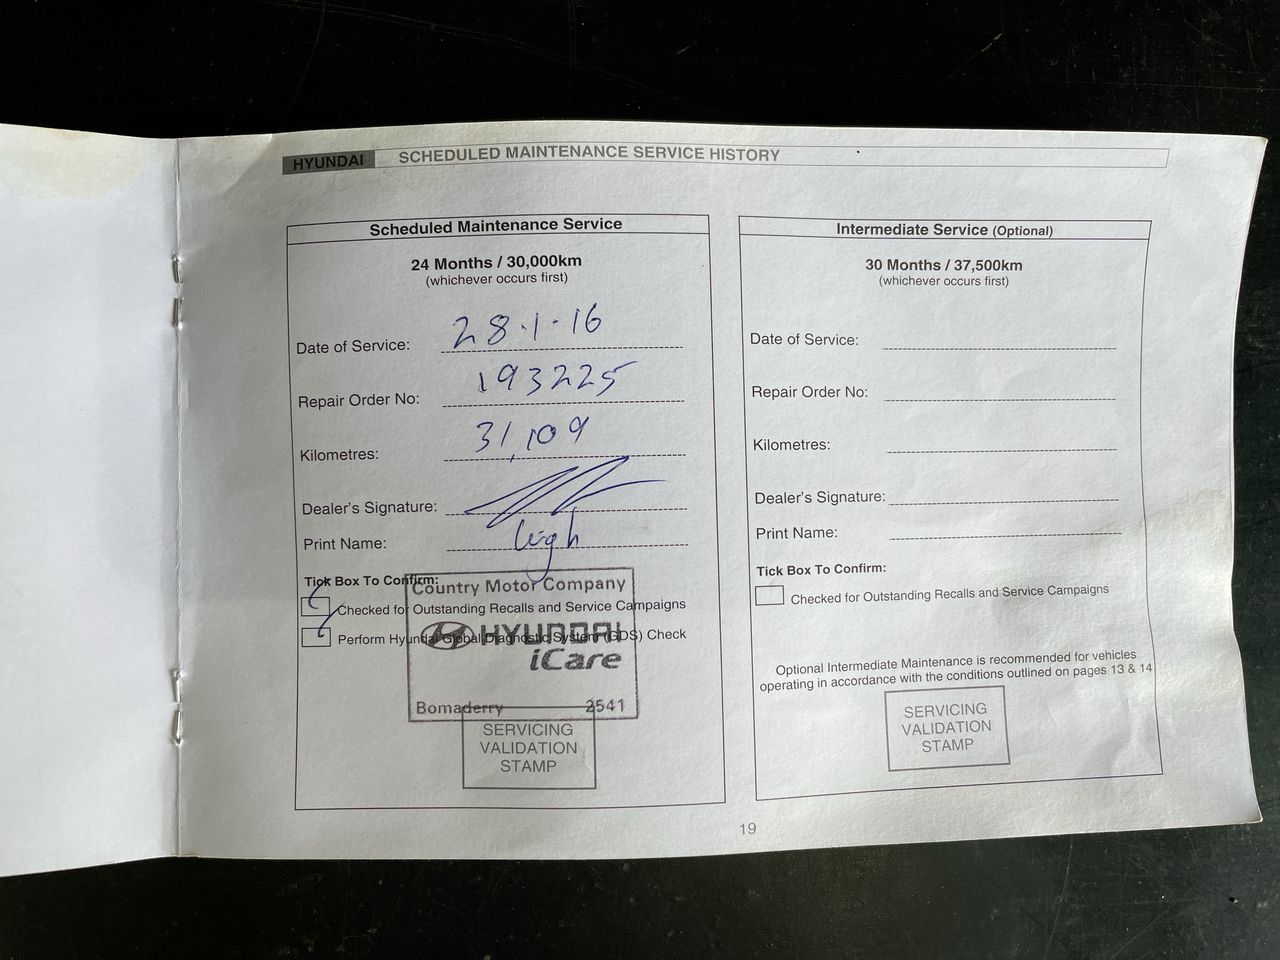 HYUNDAI SCHEDULED MAINTENANCE SERVICE HISTORY
Scheduled Maintenance Service
24 Months / 30,000km
(whichever occurs first)
Date of Service: 28.1.16
Repair Order No: 193225
Kilometres: 31,109
Dealer's Signature:
Print Name: Leigh
Tick Box To Confirm:
Checked for Outstanding Recalls and Service Campaigns
Perform Hyundai Global Diagnostic System (GDS) Check
Country Motor Company
HYUNDAI
iCare
Bomaderry 2541
SERVICING
VALIDATION
STAMP
Intermediate Service (Optional)
30 Months / 37,500km
(whichever occurs first)
Date of Service:
Repair Order No:
Kilometres:
Dealer's Signature:
Print Name:
Tick Box To Confirm:
Checked for Outstanding Recalls and Service Campaigns
Optional Intermediate Maintenance is recommended for vehicles
operating in accordance with the conditions outlined on pages 13 & 14
SERVICING
VALIDATION
STAMP
19